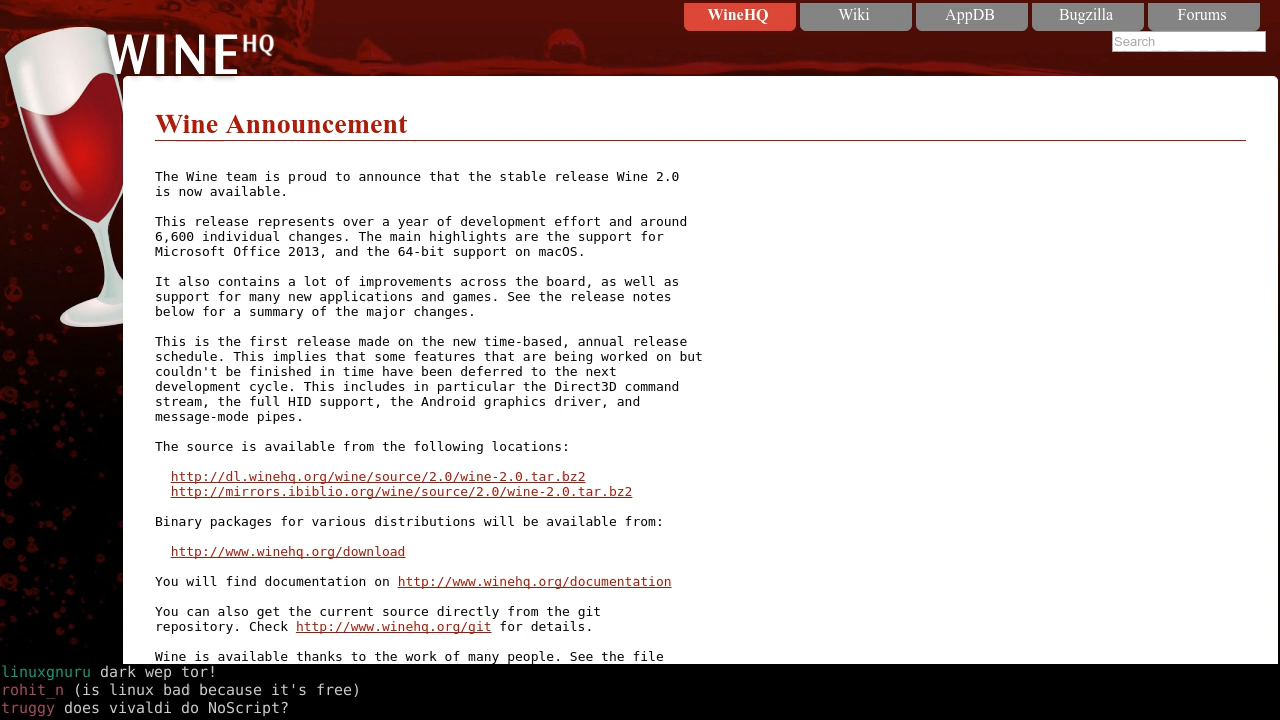 WineHQ Wiki AppDB Bugzilla Forums
Search
WINE HQ
Wine Announcement
The Wine team is proud to announce that the stable release Wine 2.0
is now available.
This release represents over a year of development effort and around
6,600 individual changes. The main highlights are the support for
Microsoft Office 2013, and the 64-bit support on macOS.
It also contains a lot of improvements across the board, as well as
support for many new applications and games. See the release notes
below for a summary of the major changes.
This is the first release made on the new time-based, annual release
schedule. This implies that some features that are being worked on but
couldn't be finished in time have been deferred to the next
development cycle. This includes in particular the Direct3D command
stream, the full HID support, the Android graphics driver, and
message-mode pipes.
The source is available from the following locations:
http://dl.winehq.org/wine/source/2.0/wine-2.0.tar.bz2
http://mirrors.ibiblio.org/wine/source/2.0/wine-2.0.tar.bz2
Binary packages for various distributions will be available from:
http://www.winehq.org/download
You will find documentation on http://www.winehq.org/documentation
You can also get the current source directly from the git
repository. Check http://www.winehq.org/git for details.
Wine is available thanks to the work of many people. See the file
linuxgnuru dark wep tor!
rohit_n (is linux bad because it's free)
truggy does vivaldi do NoScript?